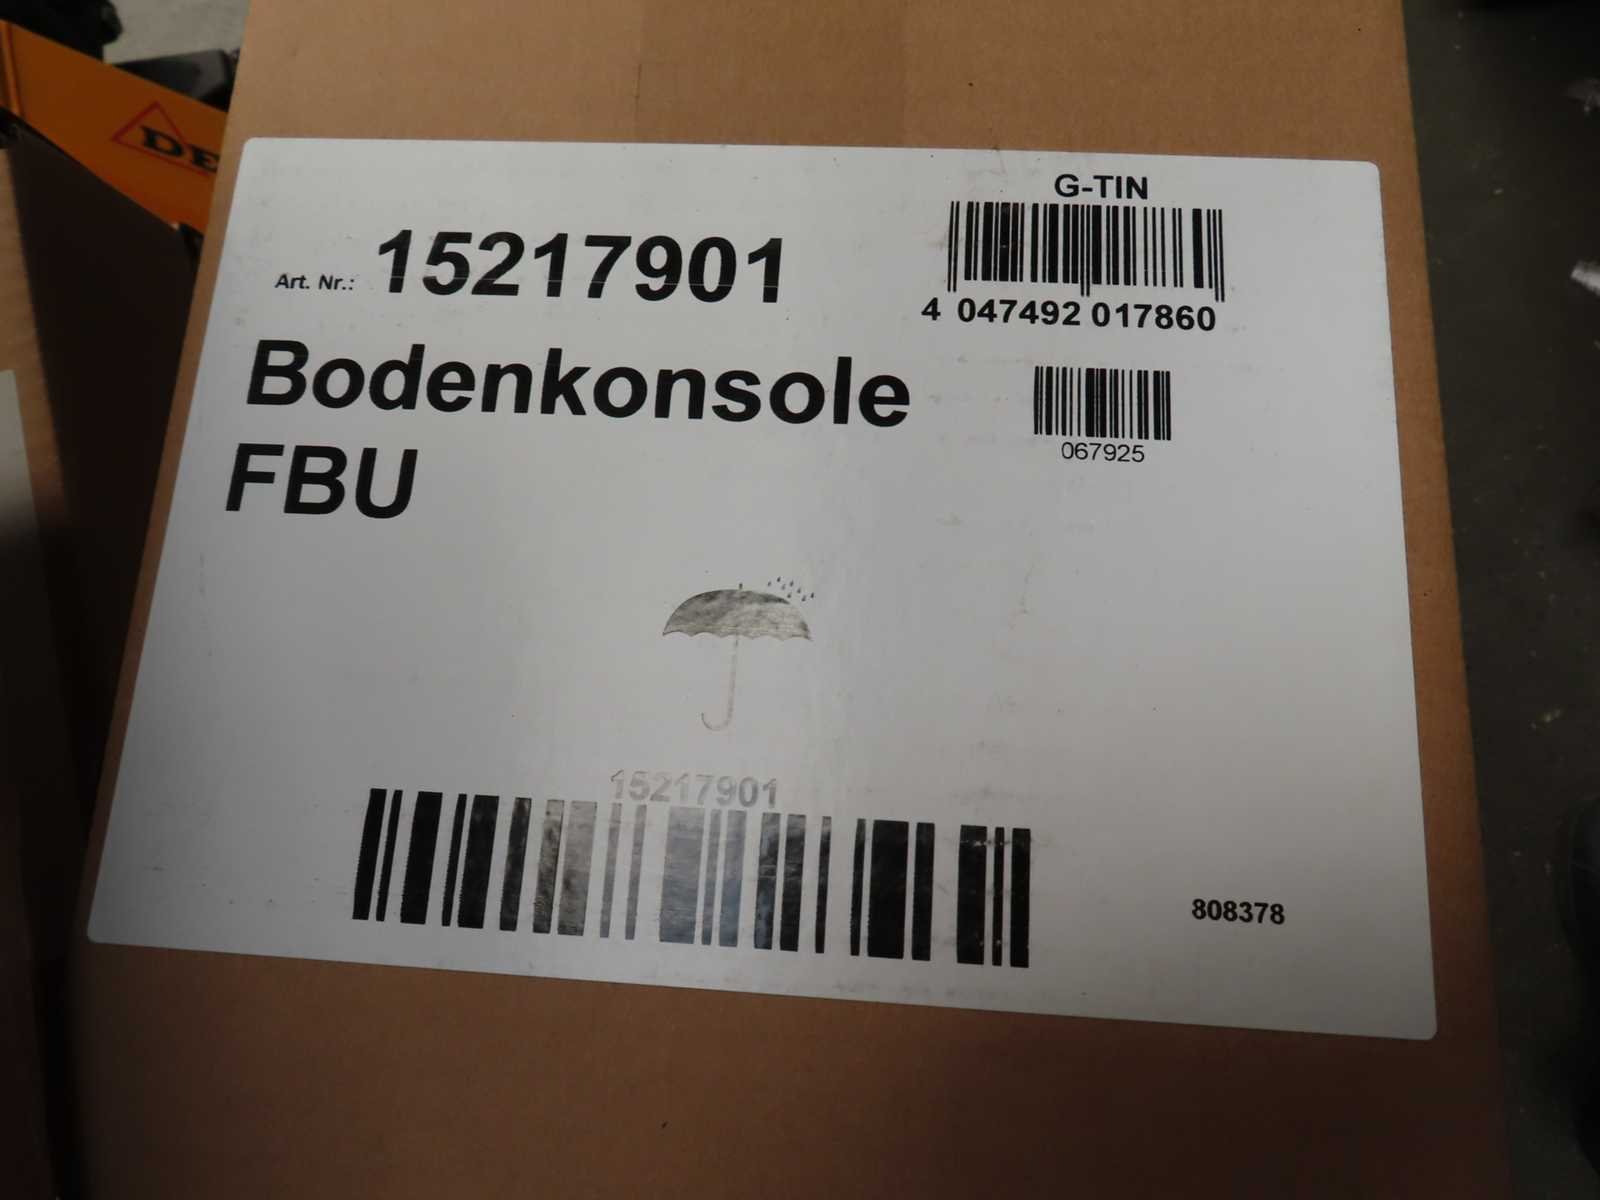 G-TIN
Art. Nr.: 15217901
4 047492 017860
Bodenkonsole
FBU
067925
15217901
808378